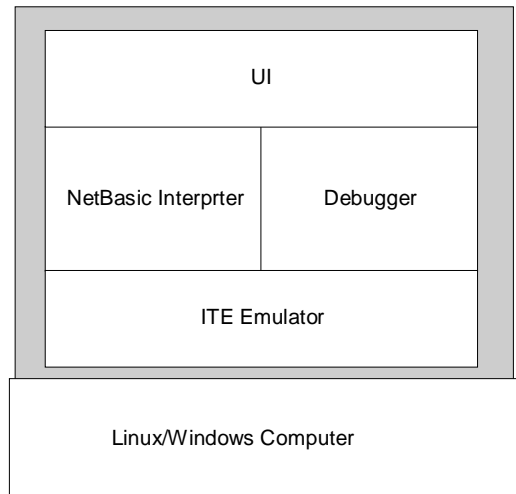 UI
NetBasic Interprter
Debugger
ITE Emulator
Linux/Windows Computer